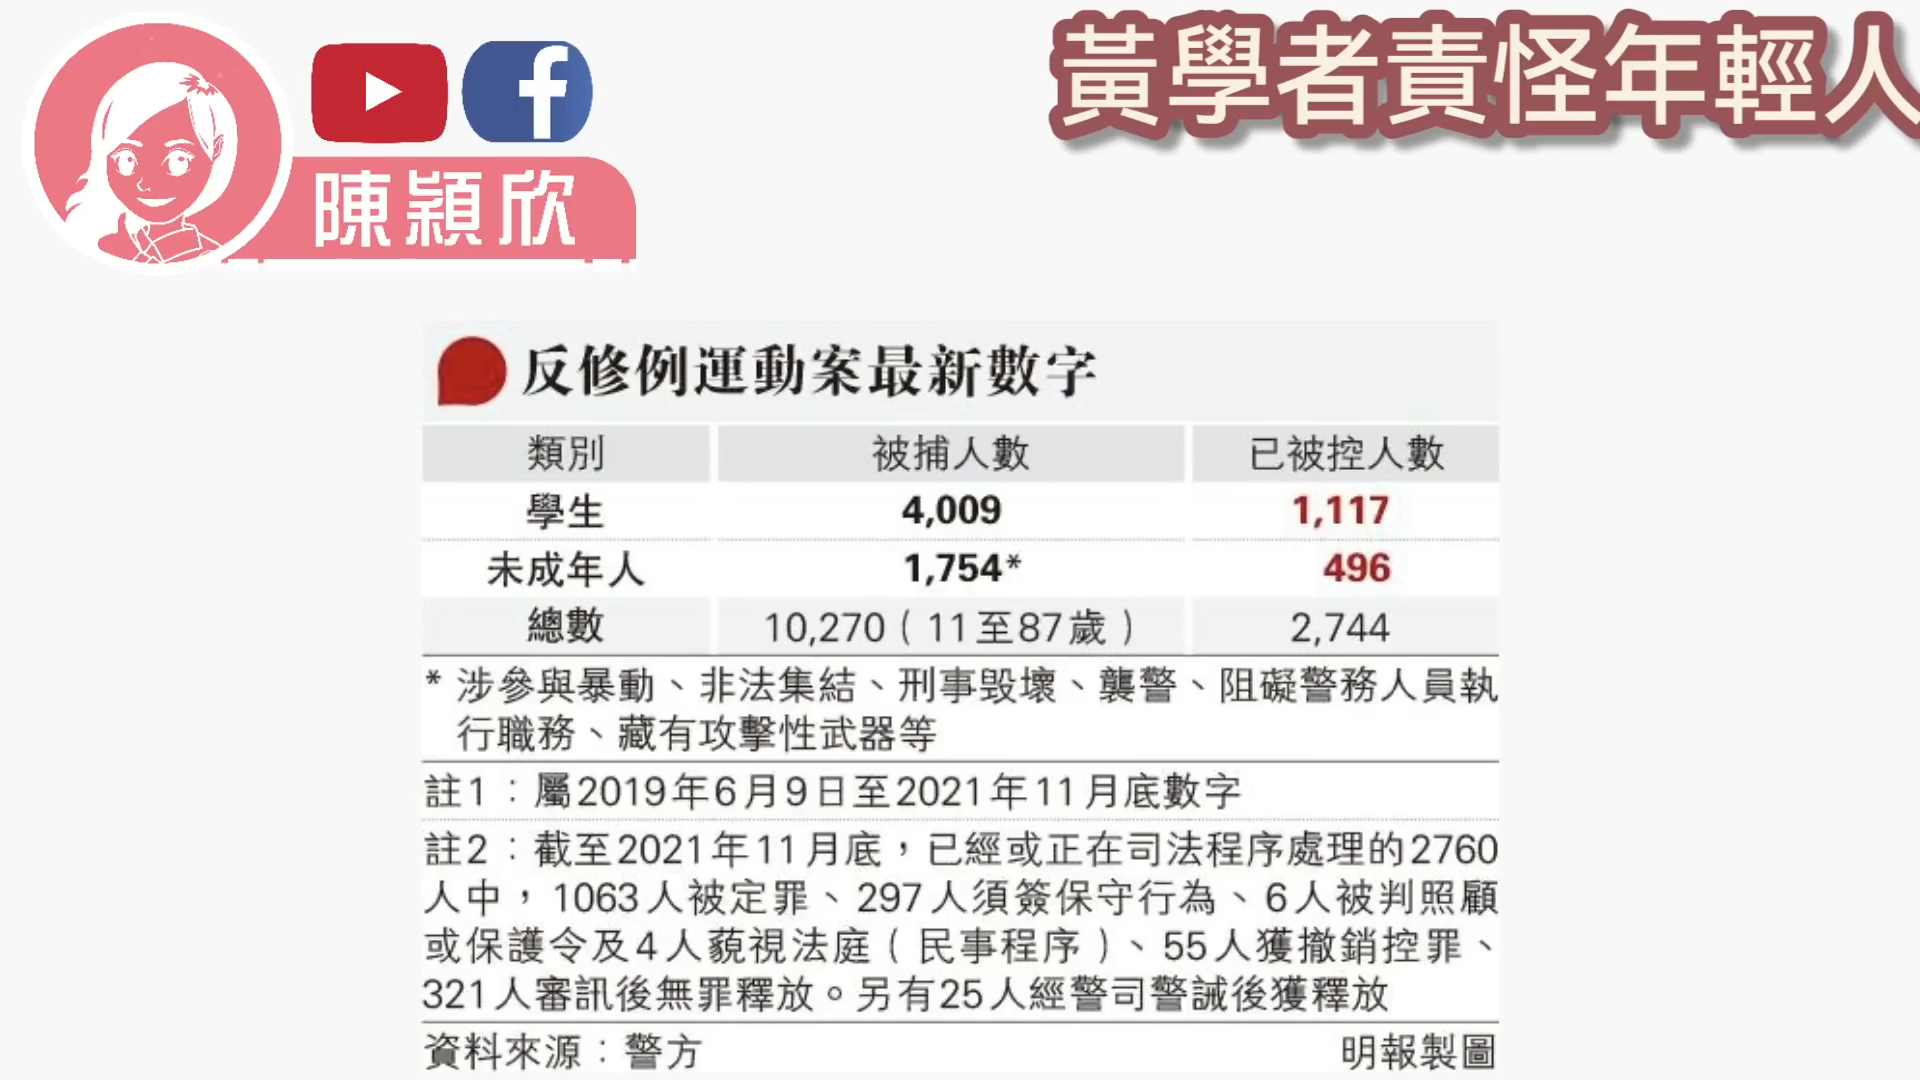 黃學者責怪年輕人
陳穎欣
反修例運動案最新數字
類別 被捕人數 已被控人數
學生 4,009 1,117
未成年人 1,754* 496
總數 10,270（11至87歲） 2,744
* 涉參與暴動、非法集結、刑事毀壞、襲警、阻礙警務人員執
行職務、藏有攻擊性武器等
註1：屬2019年6月9日至2021年11月底數字
註2：截至2021年11月底，已經或正在司法程序處理的2760
人中，1063人被定罪、297人須簽保守行為、6人被判照顧
或保護令及4人藐視法庭（民事程序）、55人獲撤銷控罪、
321人審訊後無罪釋放。另有25人經警司警誡後獲釋放
資料來源：警方 明報製圖